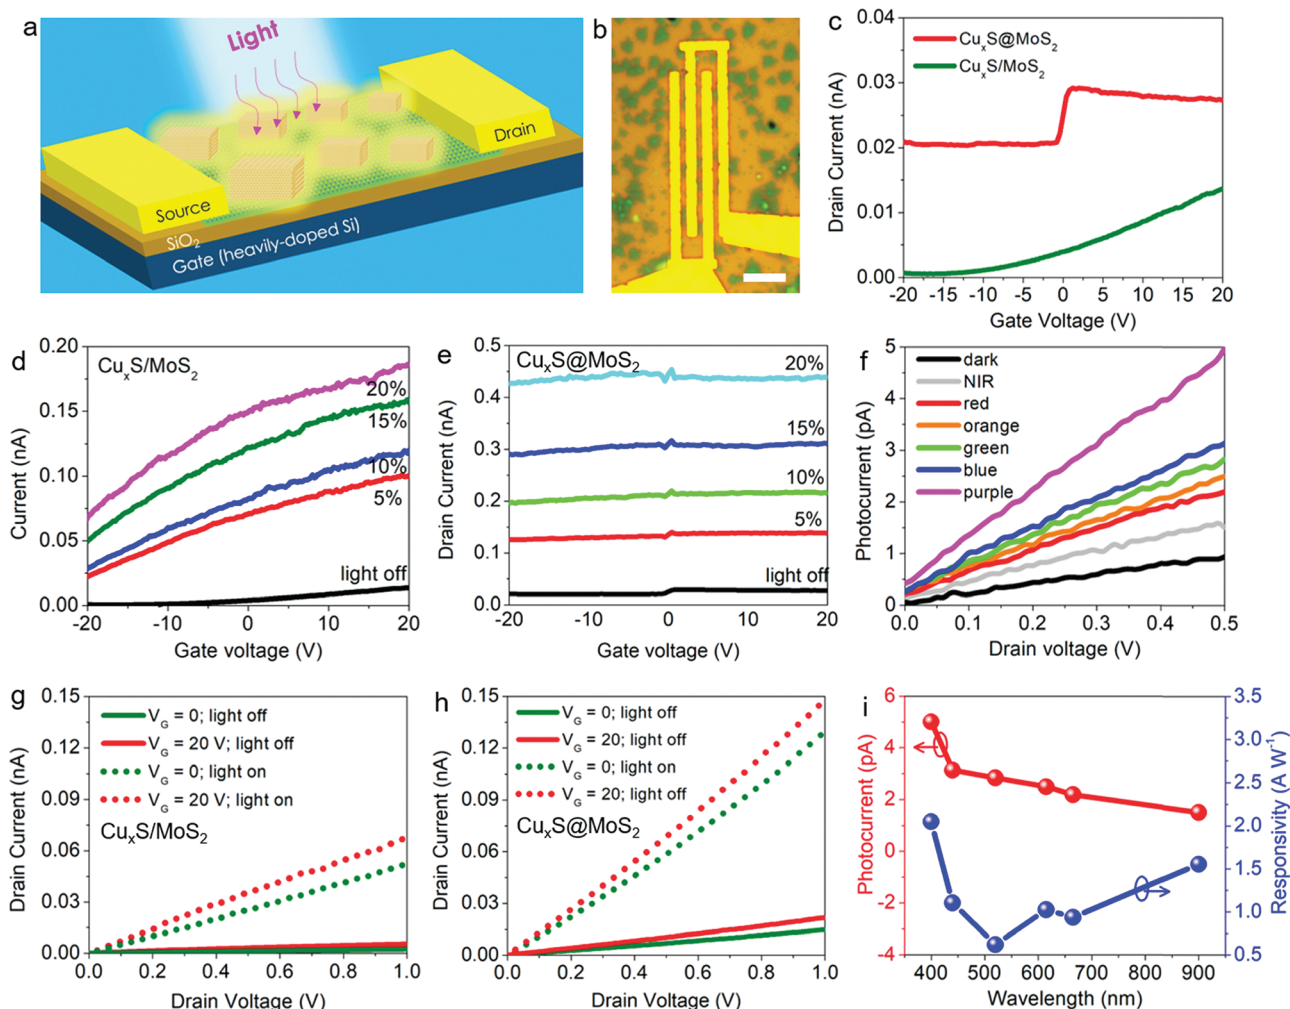 a
Light
Source
Drain
SiO2
Gate (heavily-doped Si)
b
c
CuxS@MoS2
CuxS/MoS2
Drain Current (nA)
0.04
0.03
0.02
0.01
0.00
-20 -15 -5 0 5 10 15 20
Gate Voltage (V)
d
CuxS/MoS2
Current (nA)
0.20
0.15
0.10
0.05
0.00
20%
15%
10%
5%
light off
-20 -10 0 10 20
Gate voltage (V)
e
CuxS@MoS2
Drain Current (nA)
0.5
0.4
0.3
0.2
0.1
0.0
20%
15%
10%
5%
light off
-20 -10 0 10 20
Gate voltage (V)
f
Photocurrent (pA)
5
4
3
2
1
0
dark
NIR
red
orange
green
blue
purple
0.0 0.1 0.2 0.3 0.4 0.5
Drain voltage (V)
g
Drain Current (nA)
0.15
0.12
0.09
0.06
0.03
0.00
VG = 0; light off
VG = 20 V; light off
VG = 0; light on
VG = 20 V; light on
CuxS/MoS2
0.0 0.2 0.4 0.6 0.8 1.0
Drain Voltage (V)
h
Drain Current (nA)
0.15
0.12
0.09
0.06
0.03
0.00
VG = 0; light off
VG = 20; light off
VG = 0; light on
VG = 20; light off
CuxS@MoS2
0.0 0.2 0.4 0.6 0.8 1.0
Drain Voltage (V)
i
Photocurrent (pA)
6
4
2
0
-2
-4
3.5
3.0
2.5
2.0
1.5
1.0
0.5
Responsivity (A W-1)
400 500 600 700 800 900
Wavelength (nm)